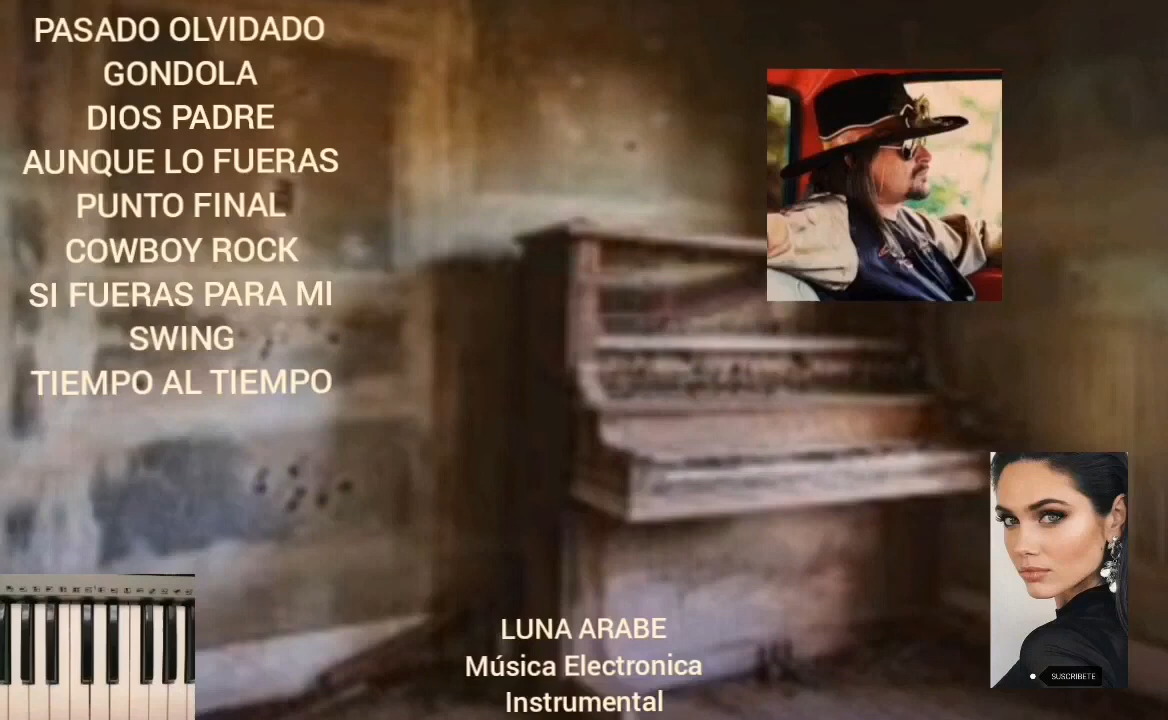 PASADO OLVIDADO
GONDOLA
DIOS PADRE
AUNQUE LO FUERAS
PUNTO FINAL
COWBOY ROCK
SI FUERAS PARA MI
SWING
TIEMPO AL TIEMPO
LUNA ARABE
Música Electronica
Instrumental
SUSCRIBETE